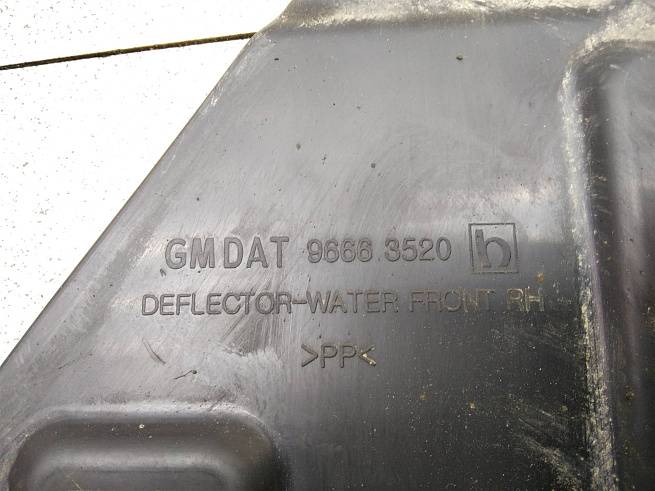 GMDAT 9666 3520 h
DEFLECTOR-WATER FRONT RH
>PP<